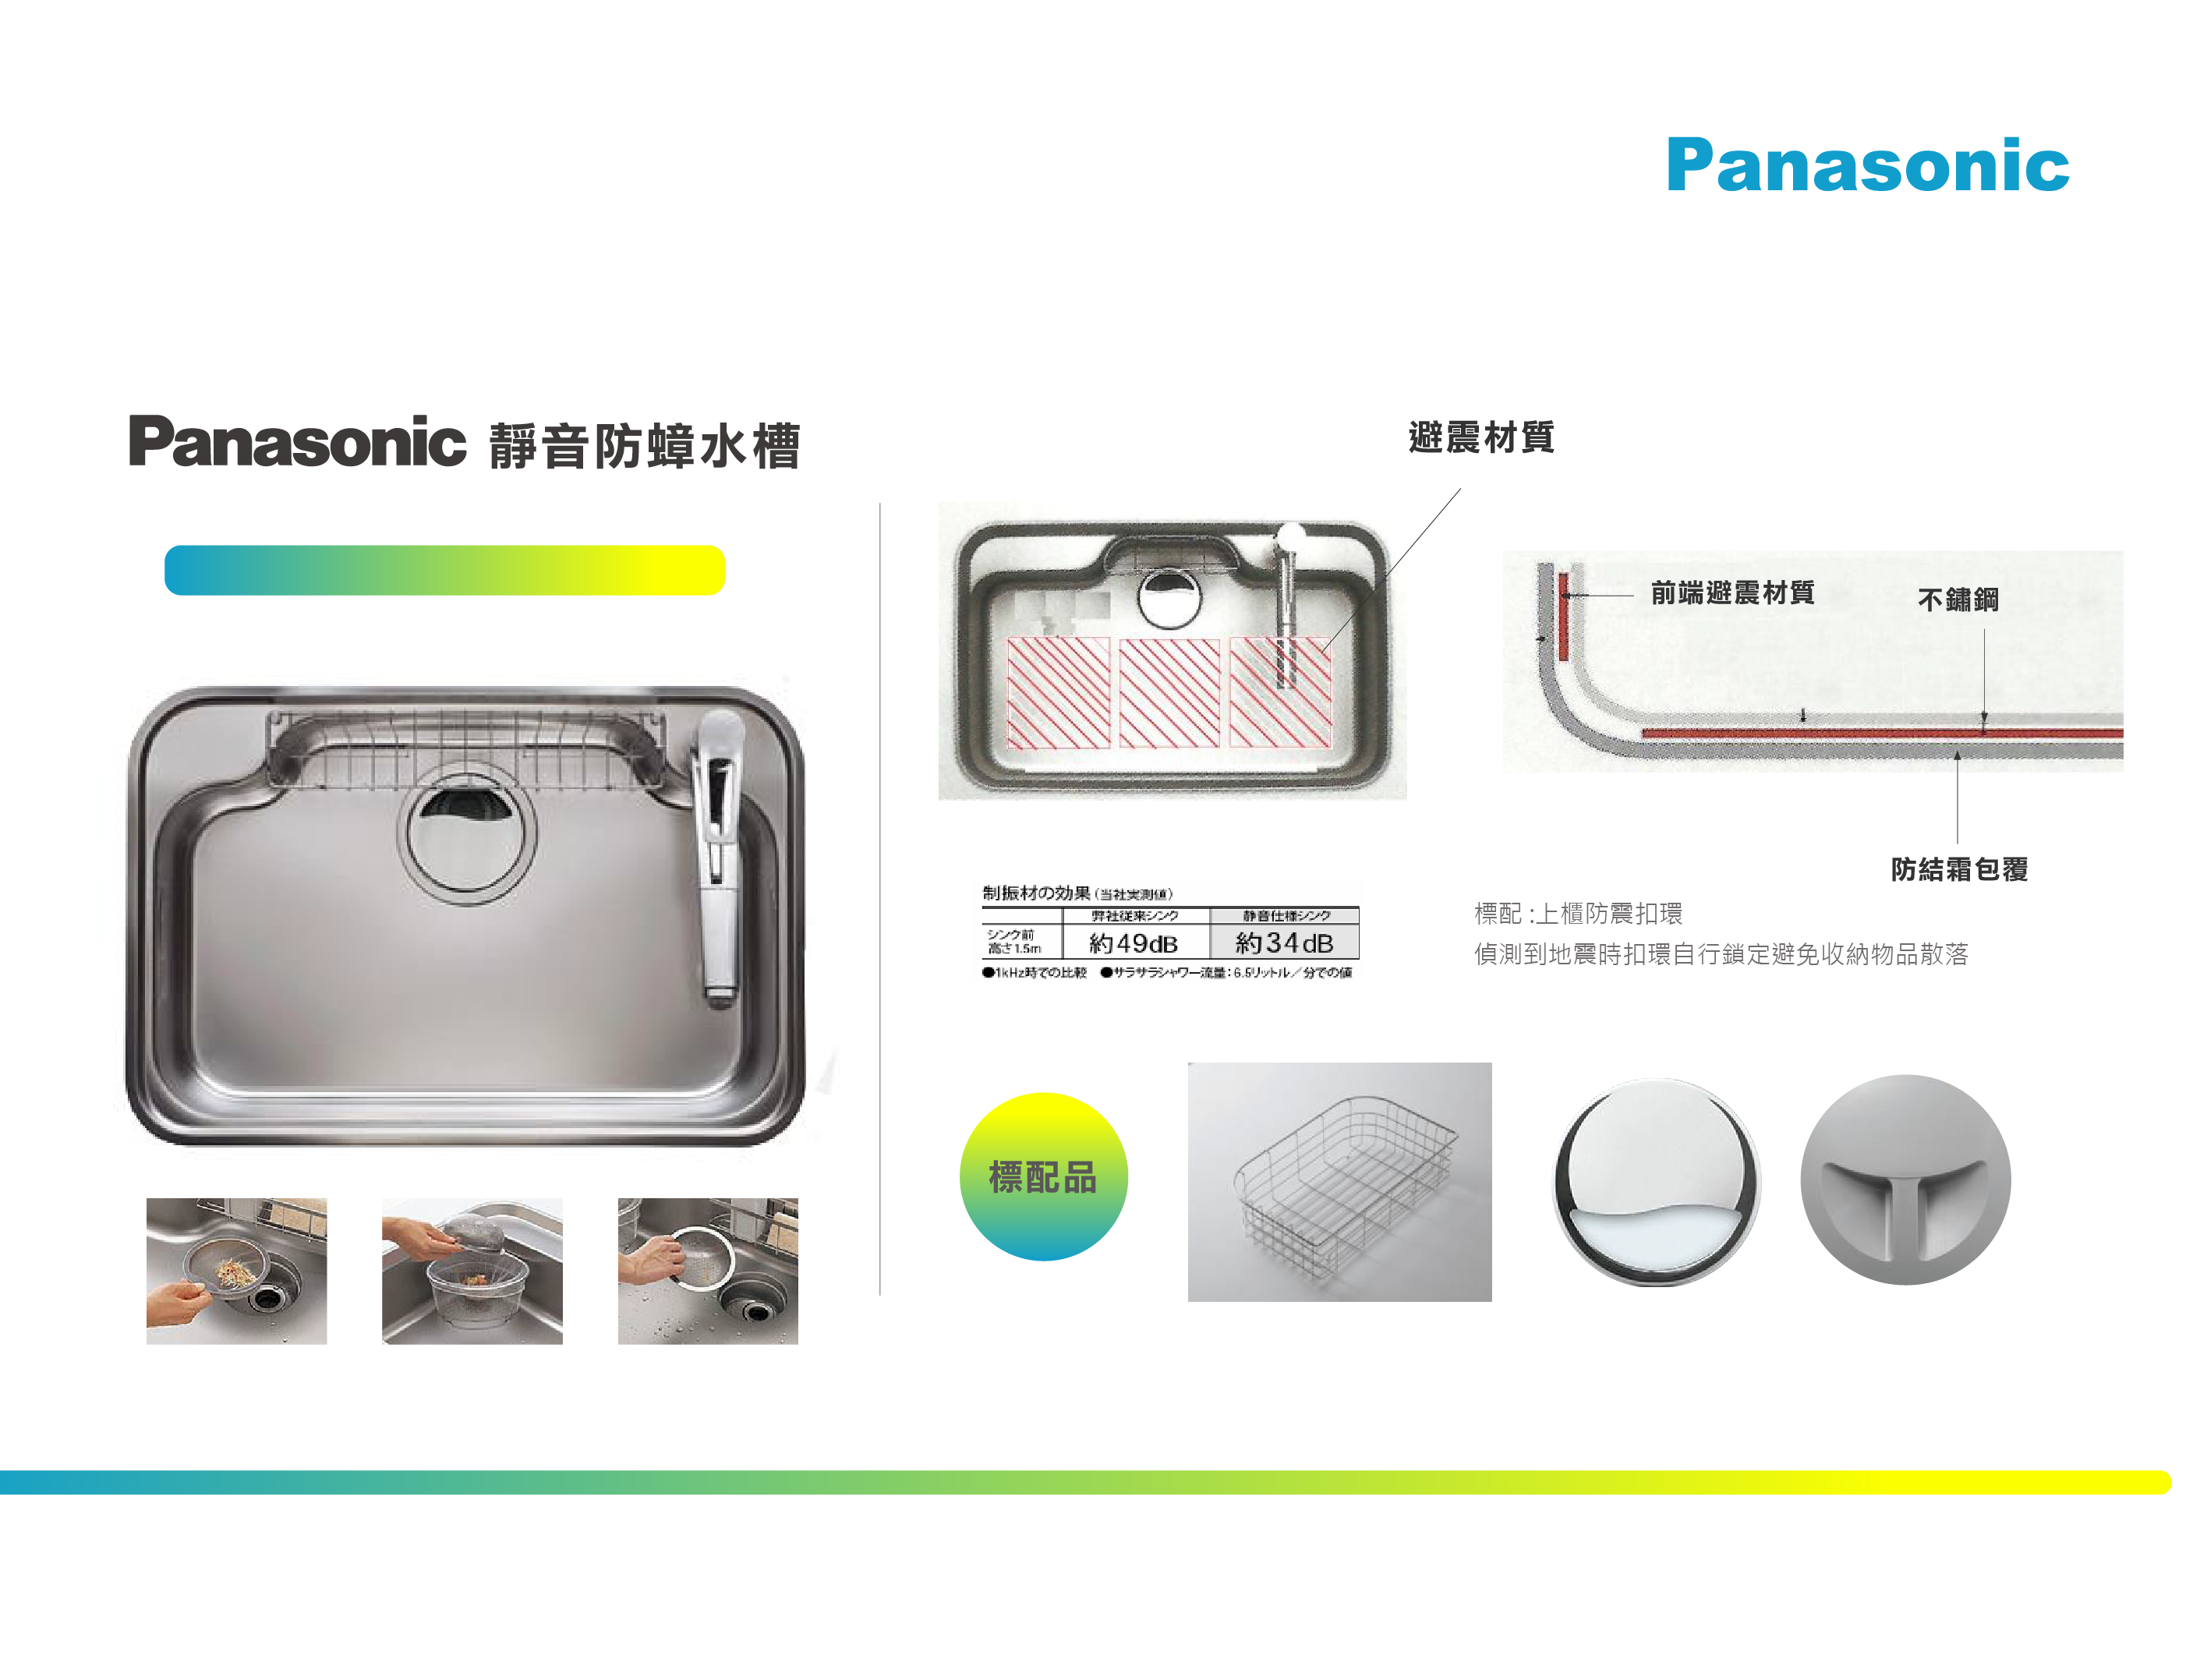 Panasonic
Panasonic 靜音防蟑水槽
避震材質
前端避震材質
不鏽鋼
防結霜包覆
制振材の効果（当社実測値）
弊社従来シンク 静音仕様シンク
シンク前
高さ1.5m
約49dB 約34dB
●1kHz時での比較 ●サラサラシャワー流量：6.5リットル／分での値
標配 :上櫃防震扣環
偵測到地震時扣環自行鎖定避免收納物品散落
標配品